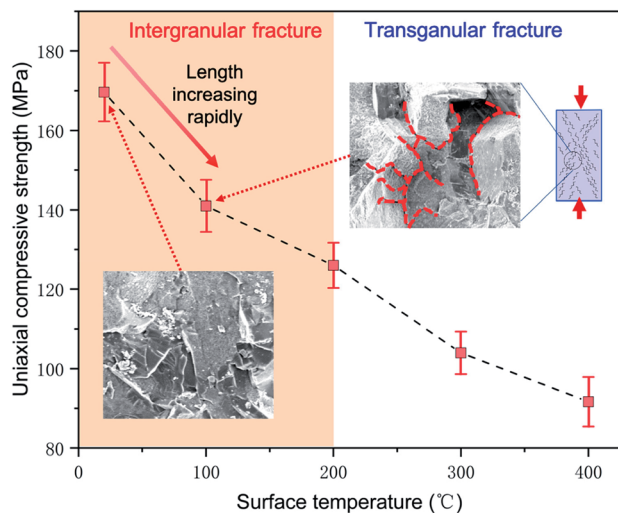 Intergranular fracture
Transganular fracture
Length
increasing
rapidly
Uniaxial compressive strength (MPa)
180
160
140
120
100
80
0
100
200
300
400
Surface temperature (℃)